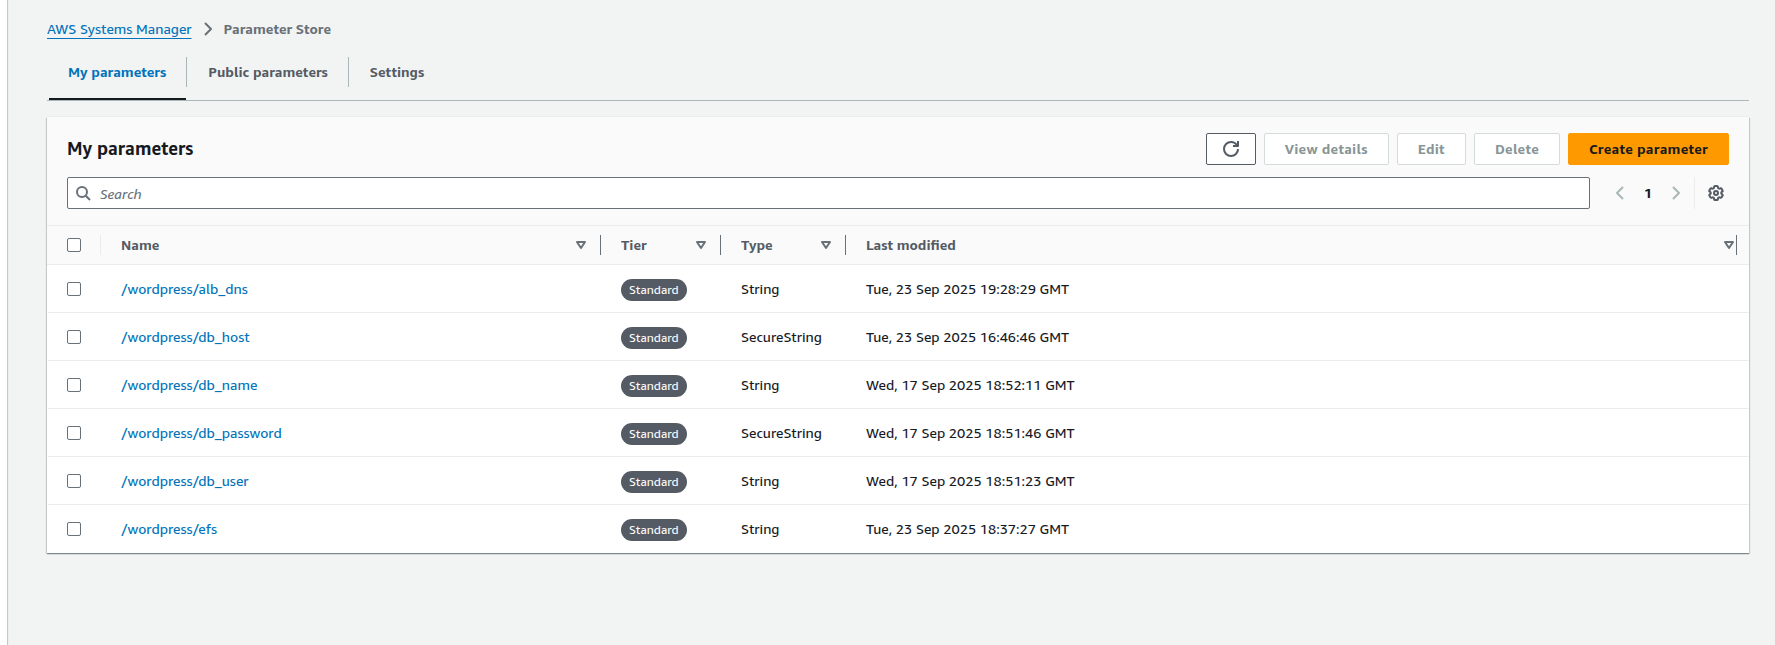 AWS Systems Manager > Parameter Store
My parameters Public parameters Settings
My parameters View details Edit Delete Create parameter
Search 1
Name Tier Type Last modified
/wordpress/alb_dns Standard String Tue, 23 Sep 2025 19:28:29 GMT
/wordpress/db_host Standard SecureString Tue, 23 Sep 2025 16:46:46 GMT
/wordpress/db_name Standard String Wed, 17 Sep 2025 18:52:11 GMT
/wordpress/db_password Standard SecureString Wed, 17 Sep 2025 18:51:46 GMT
/wordpress/db_user Standard String Wed, 17 Sep 2025 18:51:23 GMT
/wordpress/efs Standard String Tue, 23 Sep 2025 18:37:27 GMT